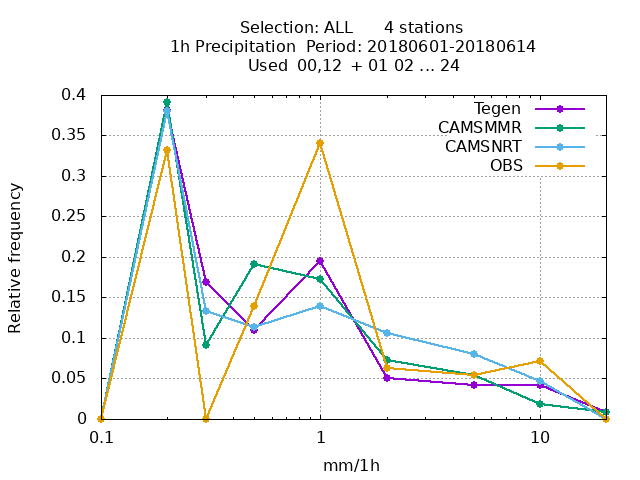 Selection: ALL      4 stations
1h Precipitation  Period: 20180601-20180614
Used  00,12  + 01 02 ... 24
Relative frequency
0.4
0.35
0.3
0.25
0.2
0.15
0.1
0.05
0
Tegen
CAMSMMR
CAMSNRT
OBS
0.1 1 10
mm/1h